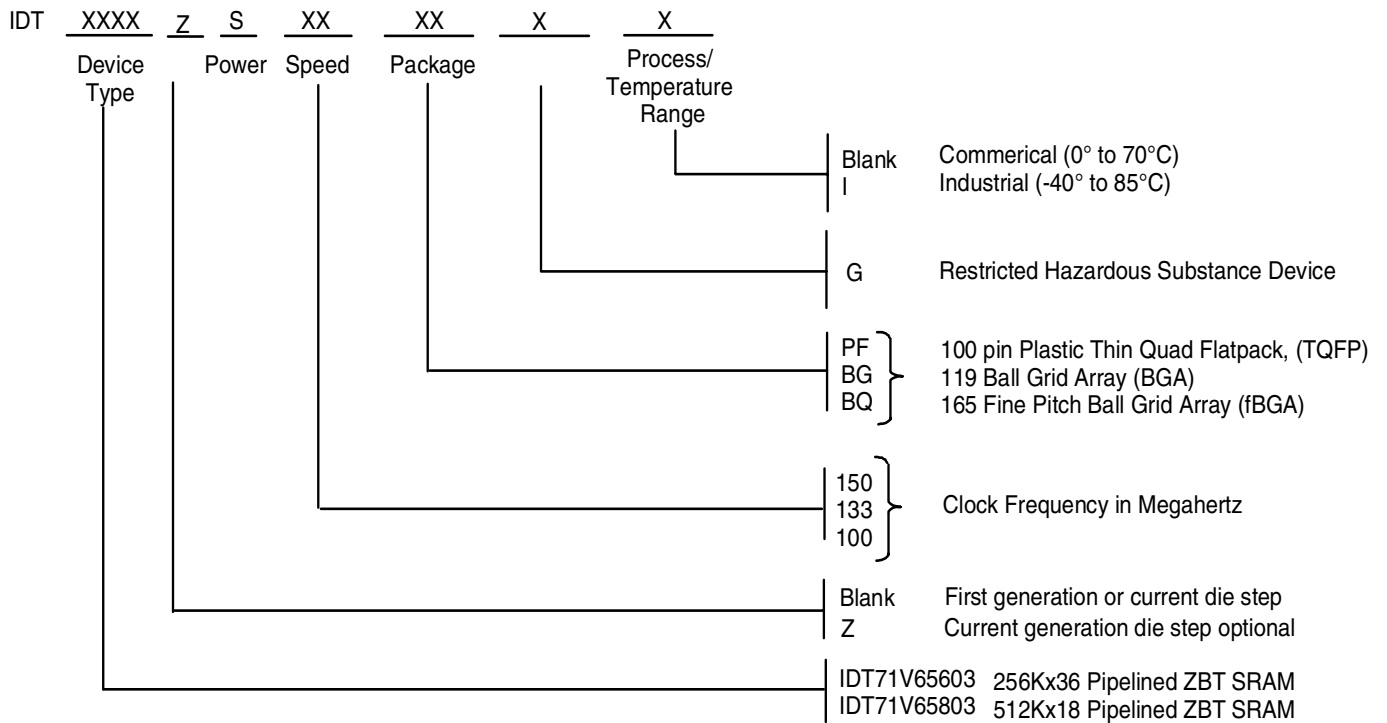 IDT XXXX Z S XX XX X X
Device Type Power Speed Package Process/ Temperature Range
Blank Commerical (0° to 70°C)
I Industrial (-40° to 85°C)
G Restricted Hazardous Substance Device
PF 100 pin Plastic Thin Quad Flatpack, (TQFP)
BG 119 Ball Grid Array (BGA)
BQ 165 Fine Pitch Ball Grid Array (fBGA)
150
133 Clock Frequency in Megahertz
100
Blank First generation or current die step
Z Current generation die step optional
IDT71V65603 256Kx36 Pipelined ZBT SRAM
IDT71V65803 512Kx18 Pipelined ZBT SRAM